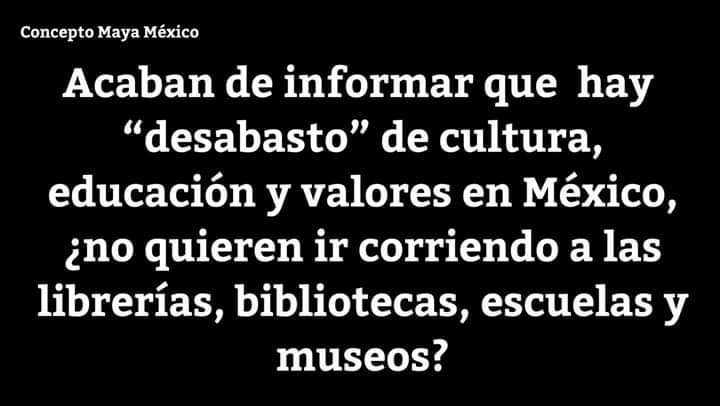 Concepto Maya México
Acaban de informar que  hay
“desabasto” de cultura,
educación y valores en México,
¿no quieren ir corriendo a las
librerías, bibliotecas, escuelas y
museos?